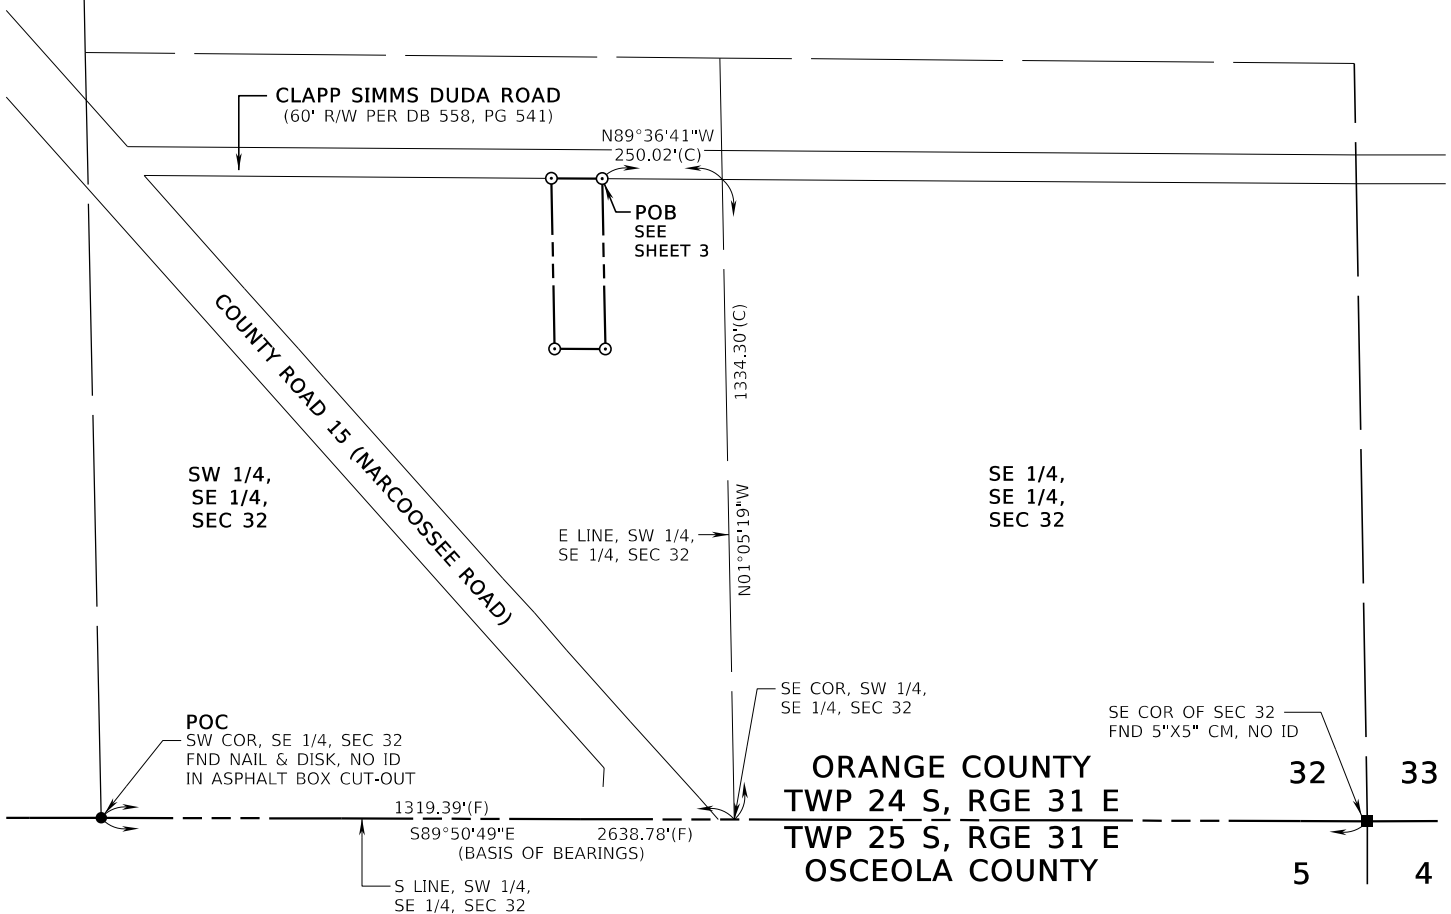 CLAPP SIMMS DUDA ROAD
(60' R/W PER DB 558, PG 541)
N89°36'41"W
250.02'(C)
POB
SEE
SHEET 3
COUNTY ROAD 15 (NARCOOSSEE ROAD)
1334.30'(C)
N01°05'19"W
SW 1/4,
SE 1/4,
SEC 32
SE 1/4,
SE 1/4,
SEC 32
E LINE, SW 1/4,
SE 1/4, SEC 32
SE COR, SW 1/4,
SE 1/4, SEC 32
SE COR OF SEC 32
FND 5"X5" CM, NO ID
POC
SW COR, SE 1/4, SEC 32
FND NAIL & DISK, NO ID
IN ASPHALT BOX CUT-OUT
ORANGE COUNTY
TWP 24 S, RGE 31 E
TWP 25 S, RGE 31 E
OSCEOLA COUNTY
32
33
5
4
1319.39'(F)
S89°50'49"E
2638.78'(F)
(BASIS OF BEARINGS)
S LINE, SW 1/4,
SE 1/4, SEC 32